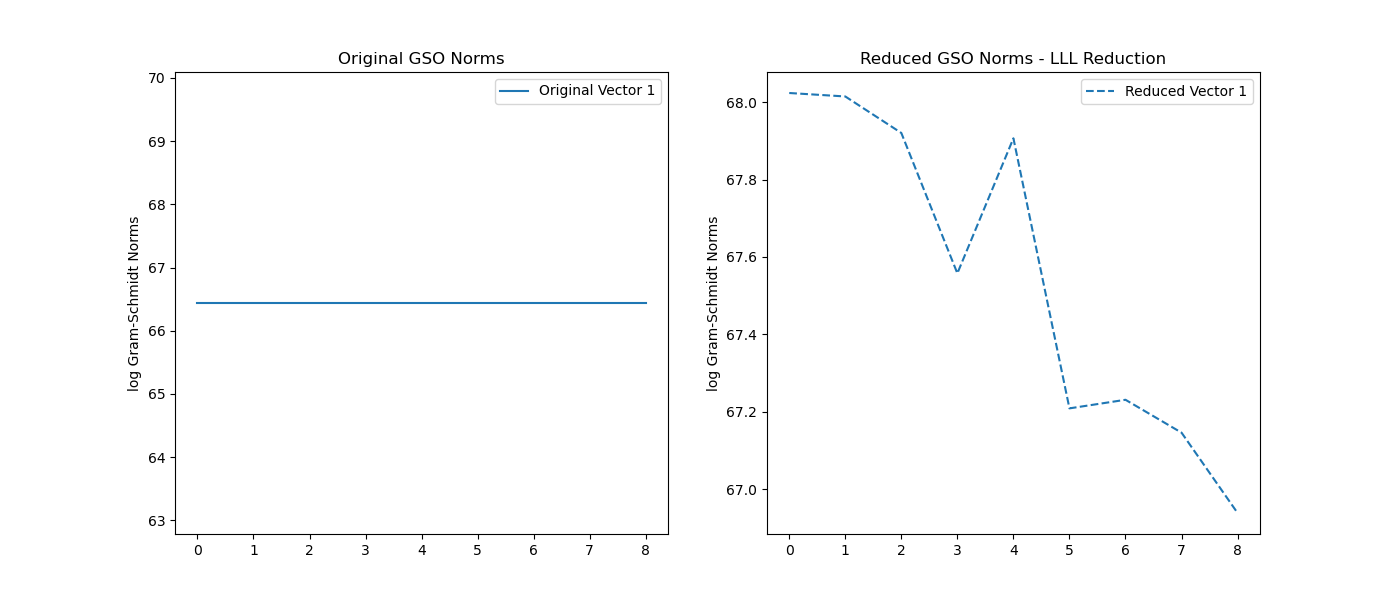 Original GSO Norms
Original Vector 1
log Gram-Schmidt Norms
70
69
68
67
66
65
64
63
0 1 2 3 4 5 6 7 8
Reduced GSO Norms - LLL Reduction
Reduced Vector 1
log Gram-Schmidt Norms
68.0
67.8
67.6
67.4
67.2
67.0
0 1 2 3 4 5 6 7 8